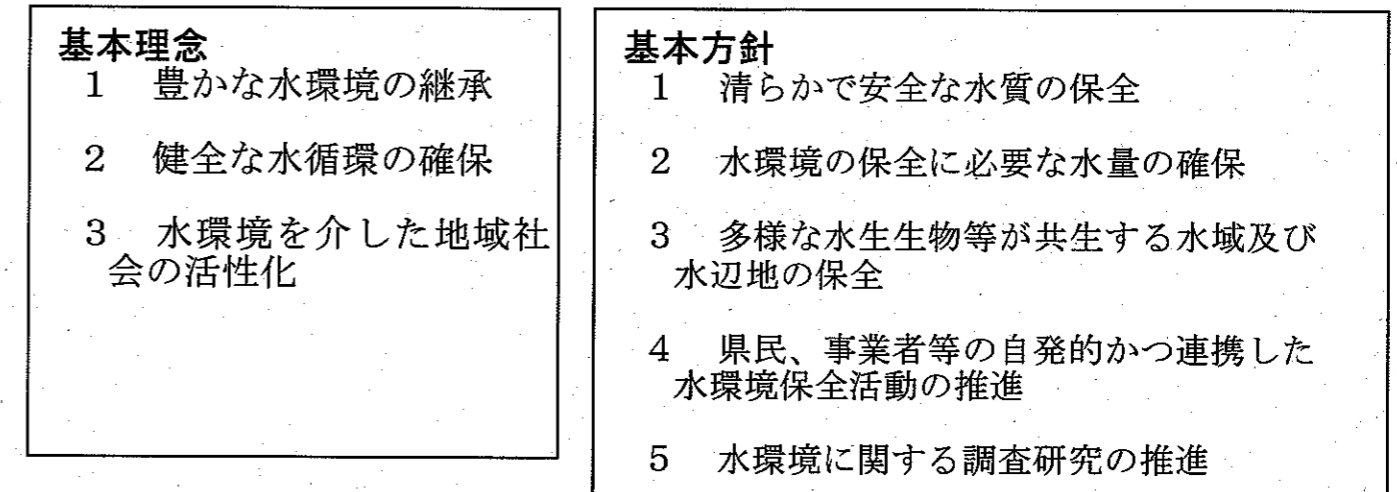 基本理念
1 豊かな水環境の継承
2 健全な水循環の確保
3 水環境を介した地域社
会の活性化
基本方針
1 清らかで安全な水質の保全
2 水環境の保全に必要な水量の確保
3 多様な水生生物等が共生する水域及び
水辺地の保全
4 県民、事業者等の自発的かつ連携した
水環境保全活動の推進
5 水環境に関する調査研究の推進